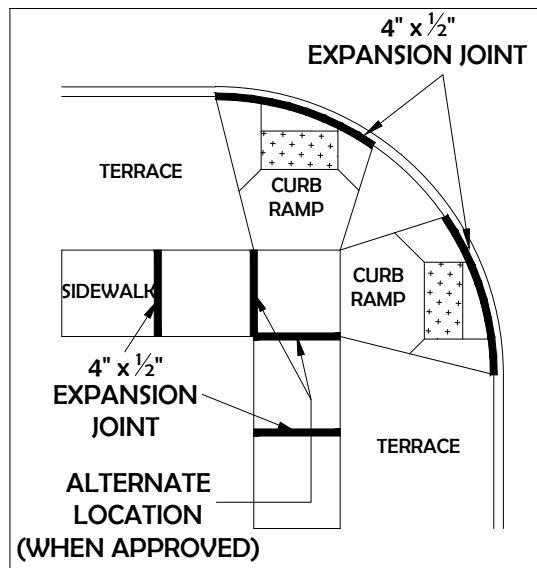 4" x ½"
EXPANSION JOINT
TERRACE
CURB
RAMP
SIDEWALK
CURB
RAMP
4" x ½"
EXPANSION
JOINT
TERRACE
ALTERNATE
LOCATION
(WHEN APPROVED)